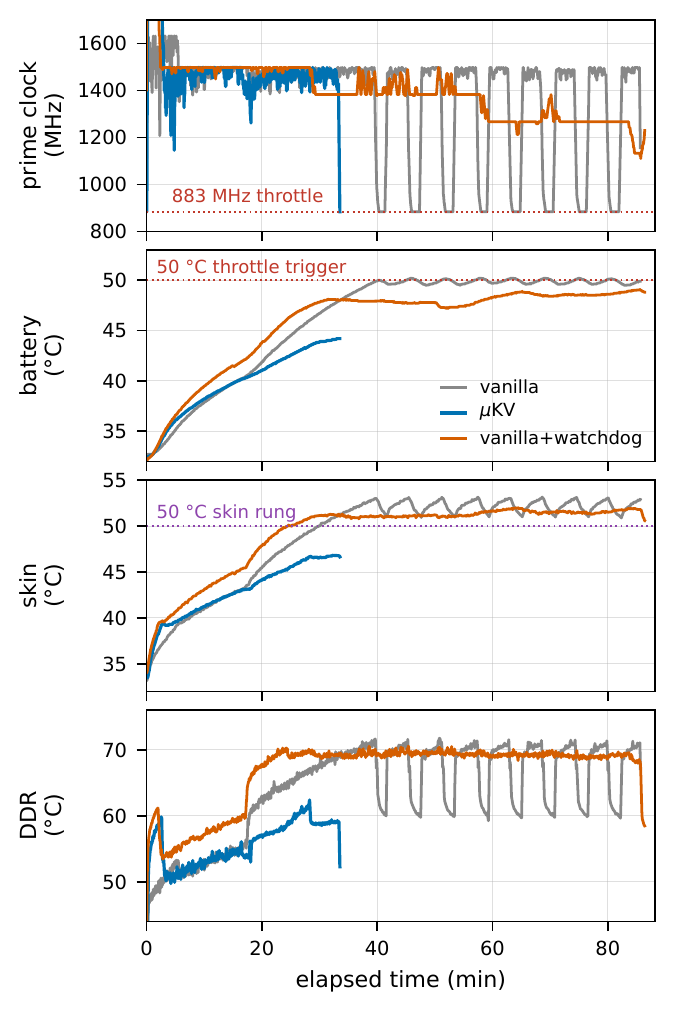 prime clock
(MHz)
1600
1400
1200
1000
800
883 MHz throttle
battery
(°C)
50
45
40
35
50 °C throttle trigger
vanilla
μKV
vanilla+watchdog
skin
(°C)
55
50
45
40
35
50 °C skin rung
DDR
(°C)
70
60
50
0 20 40 60 80
elapsed time (min)